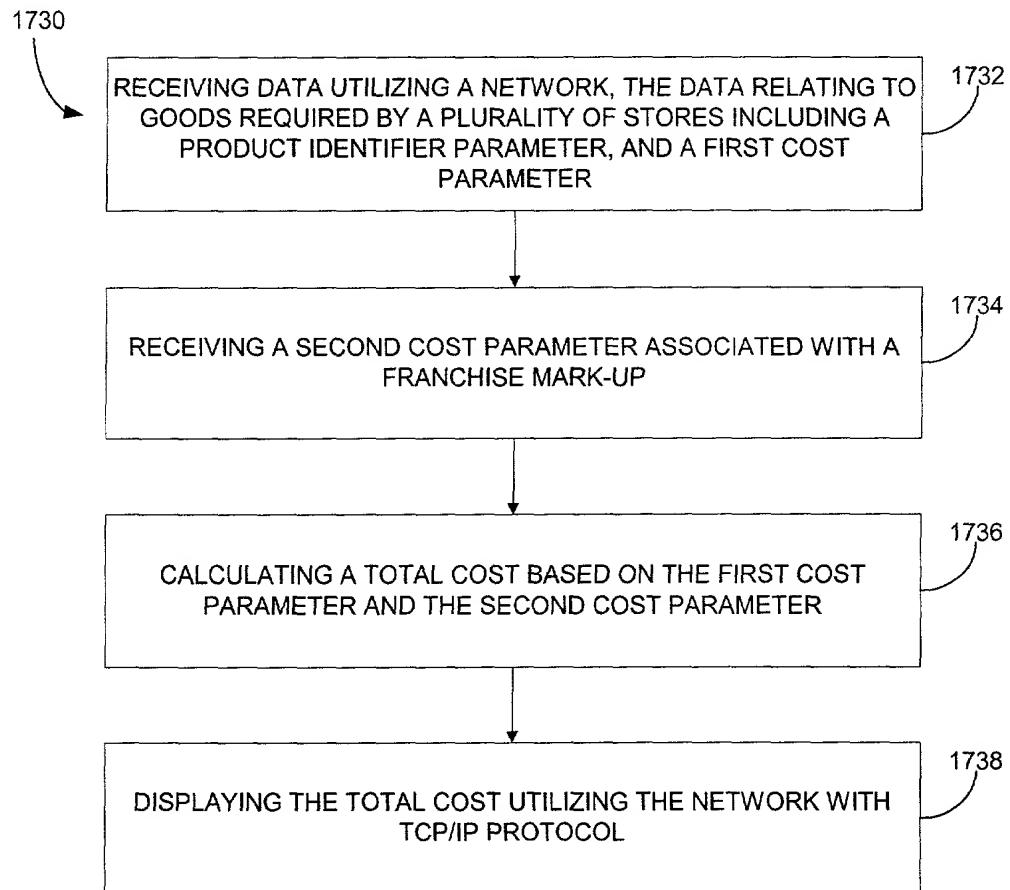 1730
1732
RECEIVING DATA UTILIZING A NETWORK, THE DATA RELATING TO
GOODS REQUIRED BY A PLURALITY OF STORES INCLUDING A
PRODUCT IDENTIFIER PARAMETER, AND A FIRST COST
PARAMETER
1734
RECEIVING A SECOND COST PARAMETER ASSOCIATED WITH A
FRANCHISE MARK-UP
1736
CALCULATING A TOTAL COST BASED ON THE FIRST COST
PARAMETER AND THE SECOND COST PARAMETER
1738
DISPLAYING THE TOTAL COST UTILIZING THE NETWORK WITH
TCP/IP PROTOCOL